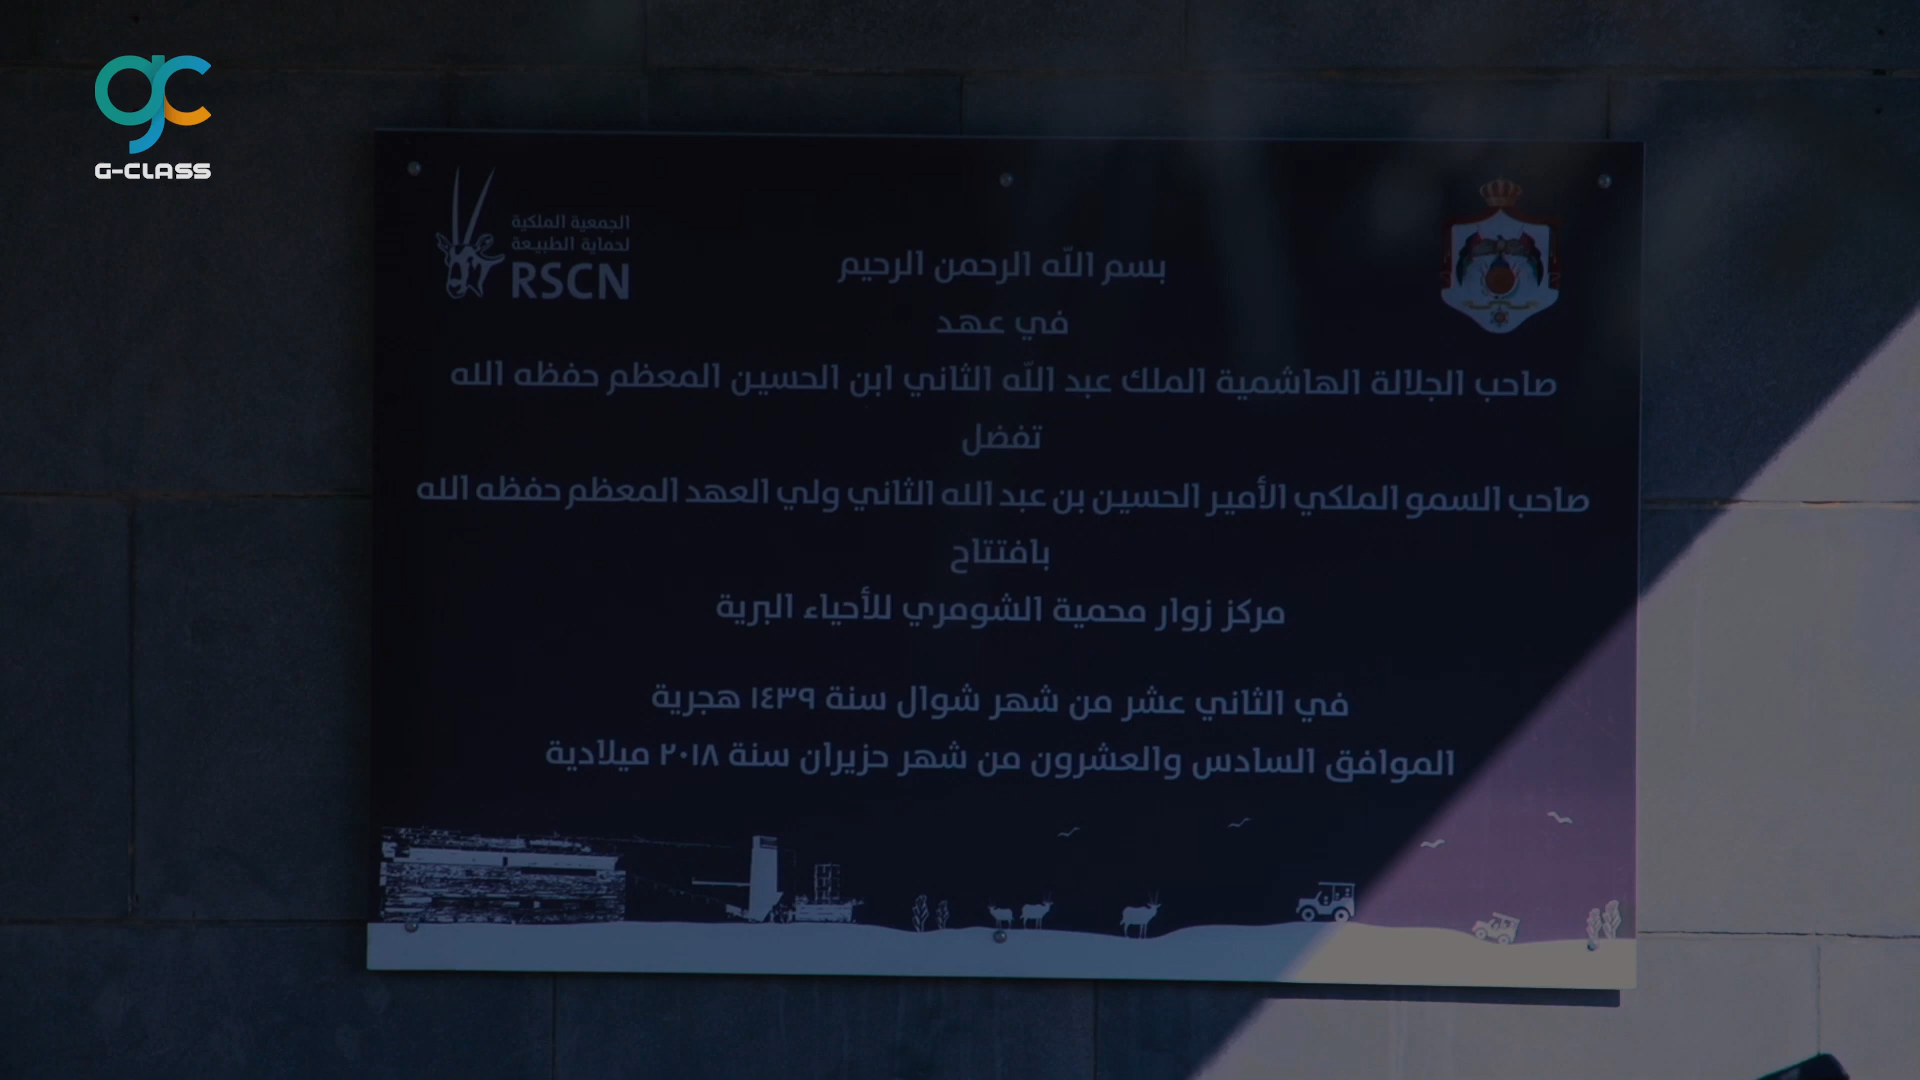 G-CLASS
الجمعية الملكية
لحماية الطبيعة
RSCN
بسم الله الرحمن الرحيم
في عهد
صاحب الجلالة الهاشمية الملك عبد الله الثاني ابن الحسين المعظم حفظه الله
تفضل
صاحب السمو الملكي الأمير الحسين بن عبد الله الثاني ولي العهد المعظم حفظه الله
بافتتاح
مركز زوار محمية الشومري للأحياء البرية
في الثاني عشر من شهر شوال سنة ١٤٣٩ هجرية
الموافق السادس والعشرون من شهر حزيران سنة ٢٠١٨ ميلادية